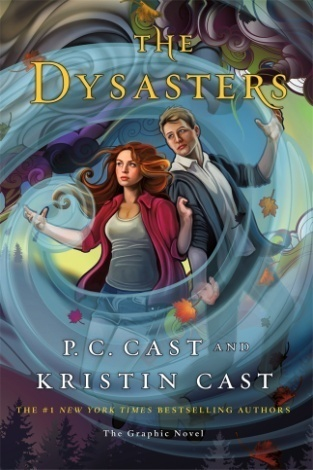 THE
DYSASTERS
P. C. CAST AND
KRISTIN CAST
THE #1 NEW YORK TIMES BESTSELLING AUTHORS
The Graphic Novel